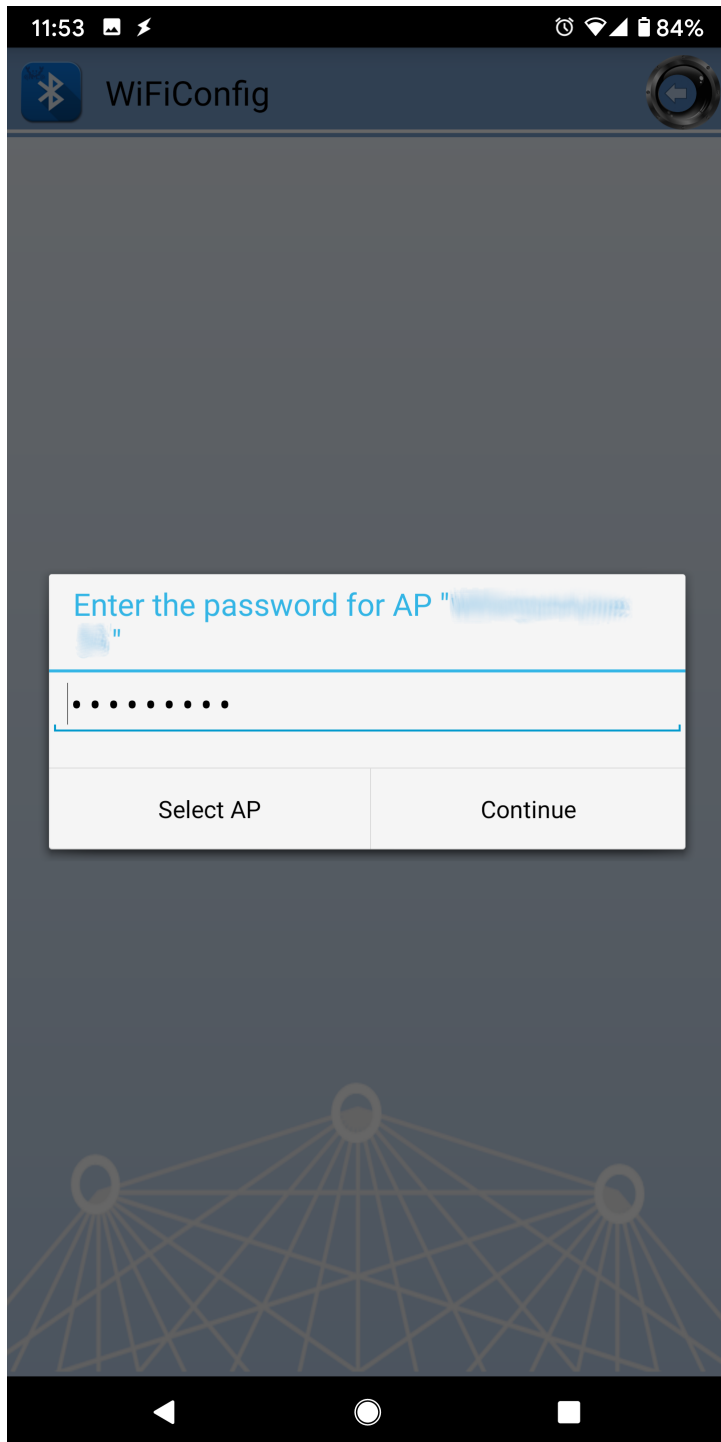 11:53
84%
WiFiConfig
Enter the password for AP "
"
•••••••••
Select AP
Continue